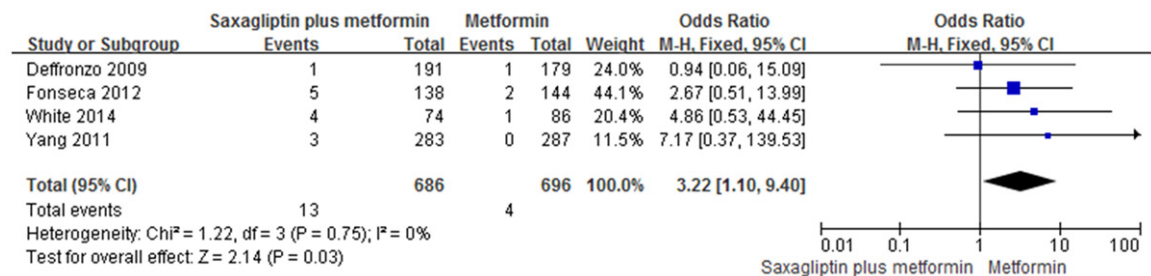 Saxagliptin plus metformin Metformin Odds Ratio Odds Ratio
Study or Subgroup Events Total Events Total Weight M-H, Fixed, 95% CI M-H, Fixed, 95% CI
Deffronzo 2009 1 191 1 179 24.0% 0.94 [0.06, 15.09]
Fonseca 2012 5 138 2 144 44.1% 2.67 [0.51, 13.99]
White 2014 4 74 1 86 20.4% 4.86 [0.53, 44.45]
Yang 2011 3 283 0 287 11.5% 7.17 [0.37, 139.53]
Total (95% CI) 686 696 100.0% 3.22 [1.10, 9.40]
Total events 13 4
Heterogeneity: Chi² = 1.22, df = 3 (P = 0.75); I² = 0%
Test for overall effect: Z = 2.14 (P = 0.03)
0.01 0.1 1 10 100
Saxagliptin plus metformin Metformin